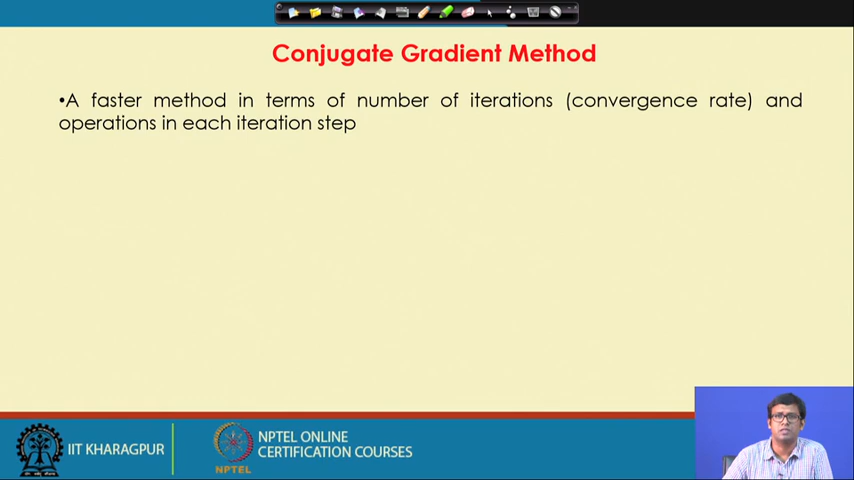 Conjugate Gradient Method
•A faster method in terms of number of iterations (convergence rate) and
operations in each iteration step
IIT KHARAGPUR
NPTEL
NPTEL ONLINE
CERTIFICATION COURSES